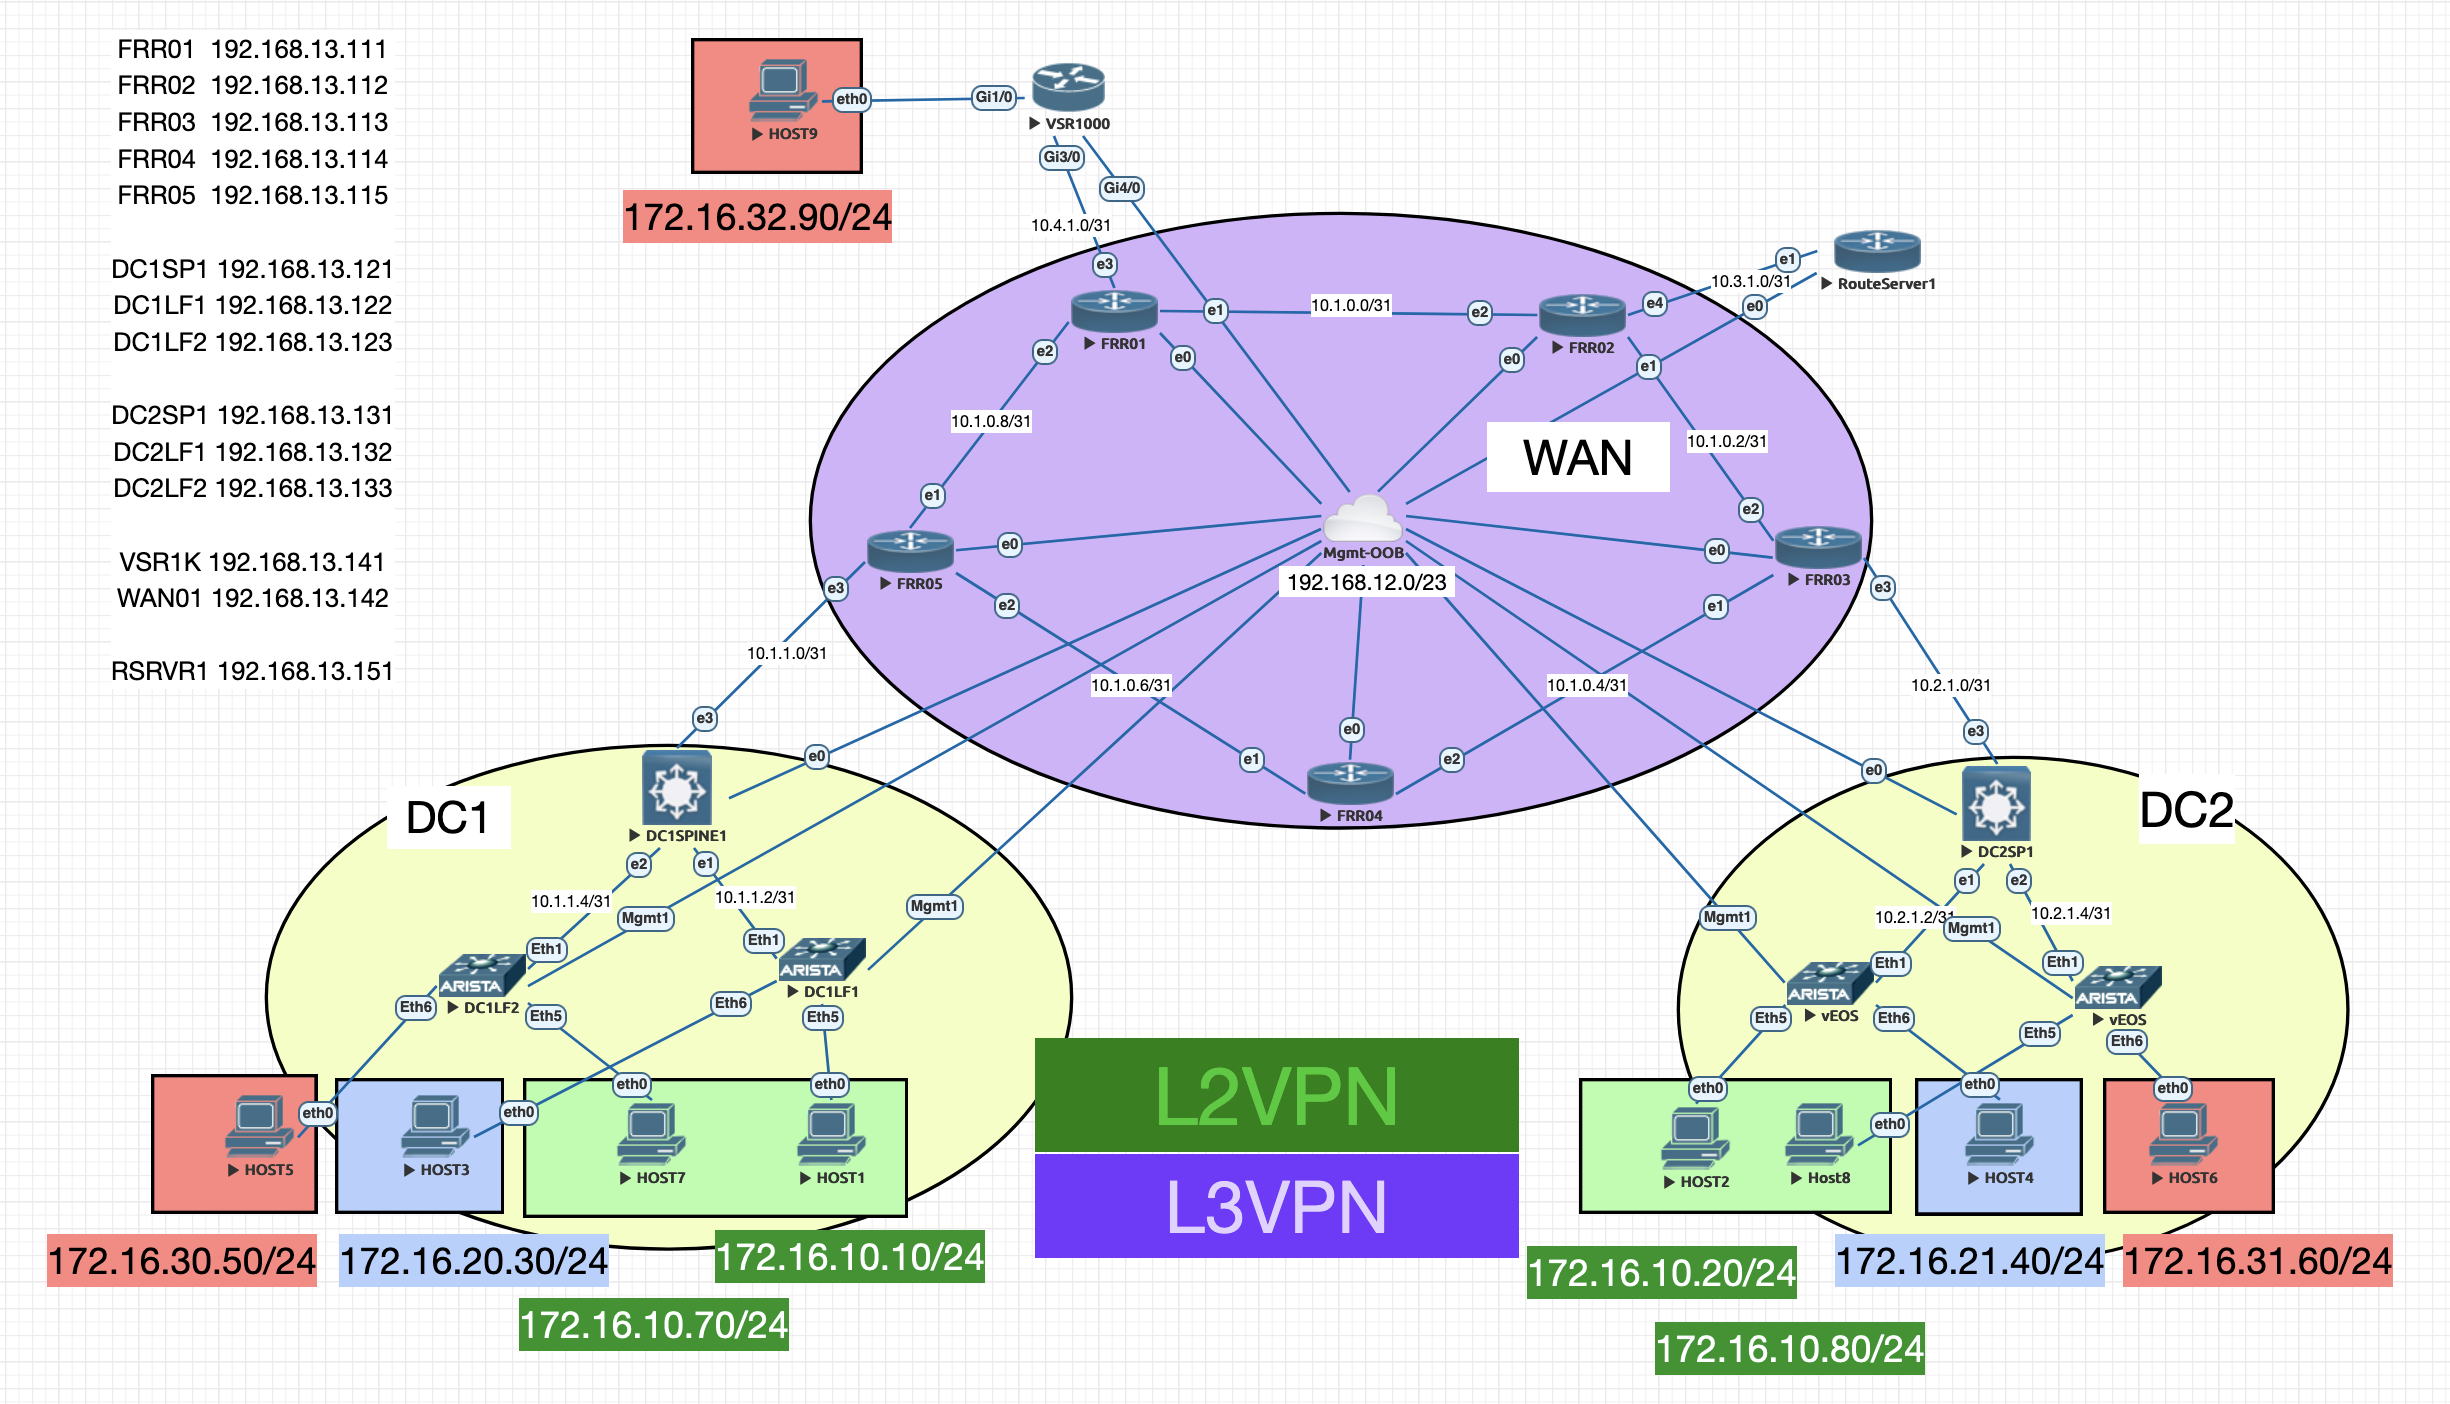 FRR01 192.168.13.111
FRR02 192.168.13.112
FRR03 192.168.13.113
FRR04 192.168.13.114
FRR05 192.168.13.115
DC1SP1 192.168.13.121
DC1LF1 192.168.13.122
DC1LF2 192.168.13.123
DC2SP1 192.168.13.131
DC2LF1 192.168.13.132
DC2LF2 192.168.13.133
VSR1K 192.168.13.141
WAN01 192.168.13.142
RSRVR1 192.168.13.151
eth0
Gi1/0
HOST9
VSR1000
Gi3/0
Gi4/0
172.16.32.90/24
10.4.1.0/31
e3
e1
10.3.1.0/31
RouteServer1
e4
e0
e1
10.1.0.0/31
e2
FRR01
FRR02
e2
e0
e0
e1
10.1.0.8/31
WAN
10.1.0.2/31
e1
e2
e0
Mgmt-OOB
e0
FRR05
192.168.12.0/23
FRR03
e3
e2
e1
e3
10.1.1.0/31
10.1.0.6/31
10.1.0.4/31
10.2.1.0/31
e3
e0
e3
e0
e1
e2
e0
FRR04
DC1
DC1SPINE1
DC2
DC2SP1
e2
e1
e1
e2
10.1.1.4/31
10.1.1.2/31
Mgmt1
Mgmt1
Mgmt1
10.2.1.2/31
Mgmt1
10.2.1.4/31
Eth1
Eth1
Eth1
Eth1
ARISTA
DC1LF2
ARISTA
DC1LF1
ARISTA
vEOS
ARISTA
vEOS
Eth6
Eth5
Eth6
Eth5
Eth5
Eth6
Eth5
Eth6
eth0
eth0
eth0
eth0
L2VPN
L3VPN
eth0
eth0
eth0
eth0
HOST5
HOST3
HOST7
HOST1
HOST2
Host8
HOST4
HOST6
172.16.30.50/24
172.16.20.30/24
172.16.10.10/24
172.16.10.70/24
172.16.10.20/24
172.16.21.40/24
172.16.31.60/24
172.16.10.80/24